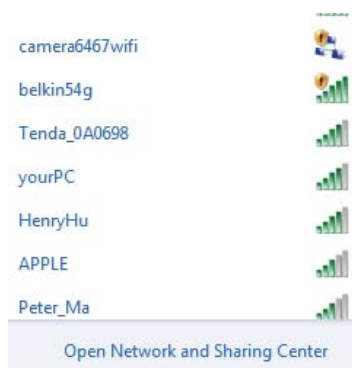 camera6467wifi
belkin54g
Tenda_0A0698
yourPC
HenryHu
APPLE
Peter_Ma
Open Network and Sharing Center